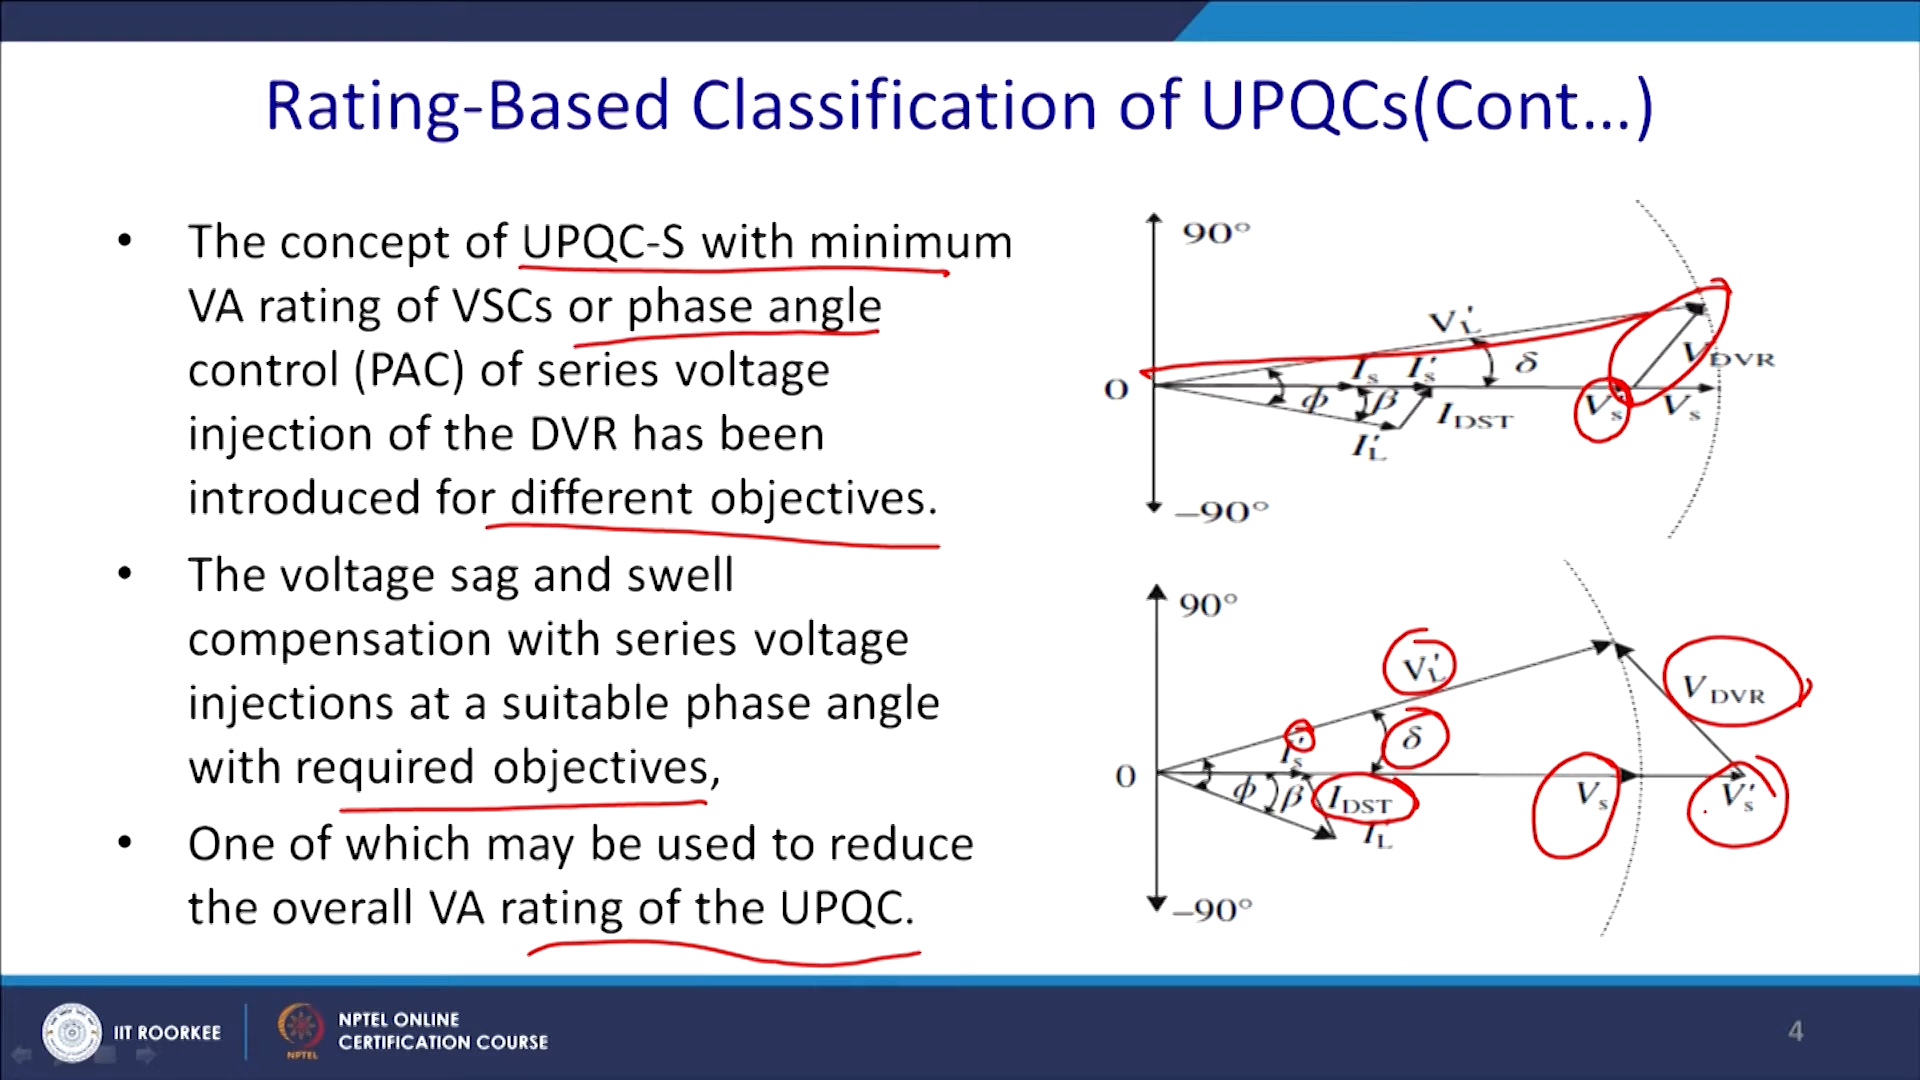 Rating-Based Classification of UPQCs(Cont...)
• The concept of UPQC-S with minimum
VA rating of VSCs or phase angle
control (PAC) of series voltage
injection of the DVR has been
introduced for different objectives.
• The voltage sag and swell
compensation with series voltage
injections at a suitable phase angle
with required objectives,
• One of which may be used to reduce
the overall VA rating of the UPQC.
90°
V'L
VDVR
δ
Is I's
0
ϕ β
IDST
V's Vs
I'L
–90°
90°
V'L
VDVR
δ
I's
0
ϕ β IDST
Vs V's
I'L
–90°
IIT ROORKEE
NPTEL
NPTEL ONLINE
CERTIFICATION COURSE
4